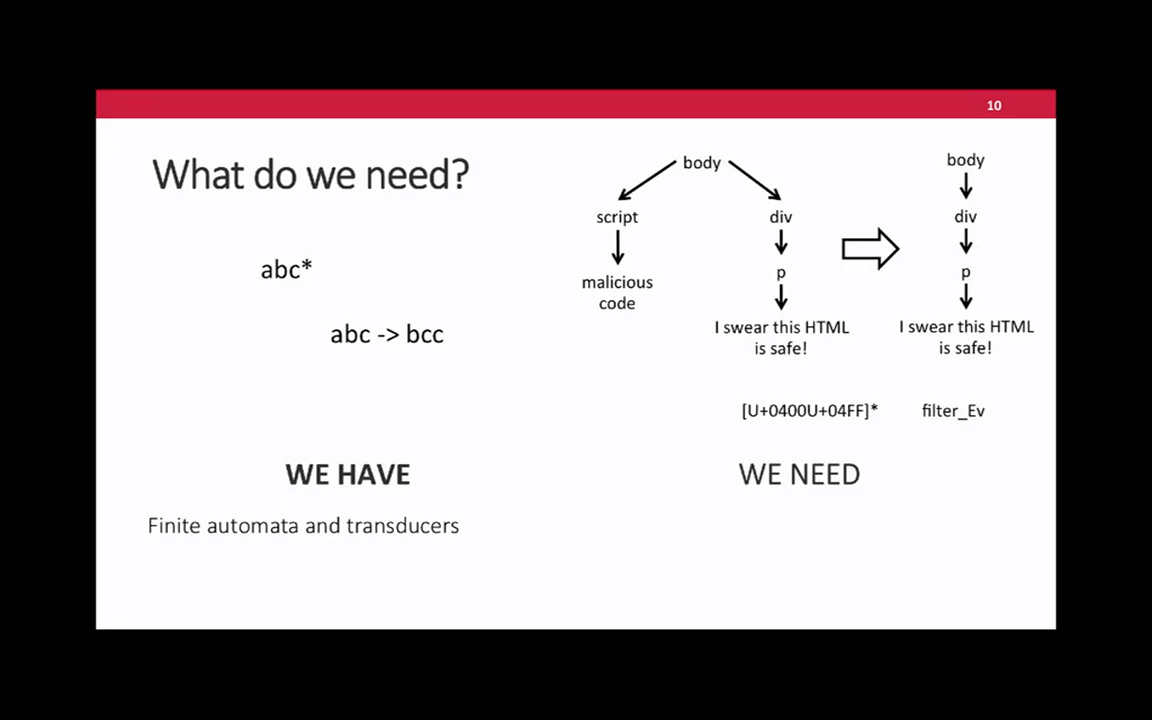 10
What do we need?
abc*
abc -> bcc
body
script
div
malicious
code
p
I swear this HTML
is safe!
body
div
p
I swear this HTML
is safe!
[U+0400U+04FF]*
filter_Ev
WE HAVE
WE NEED
Finite automata and transducers